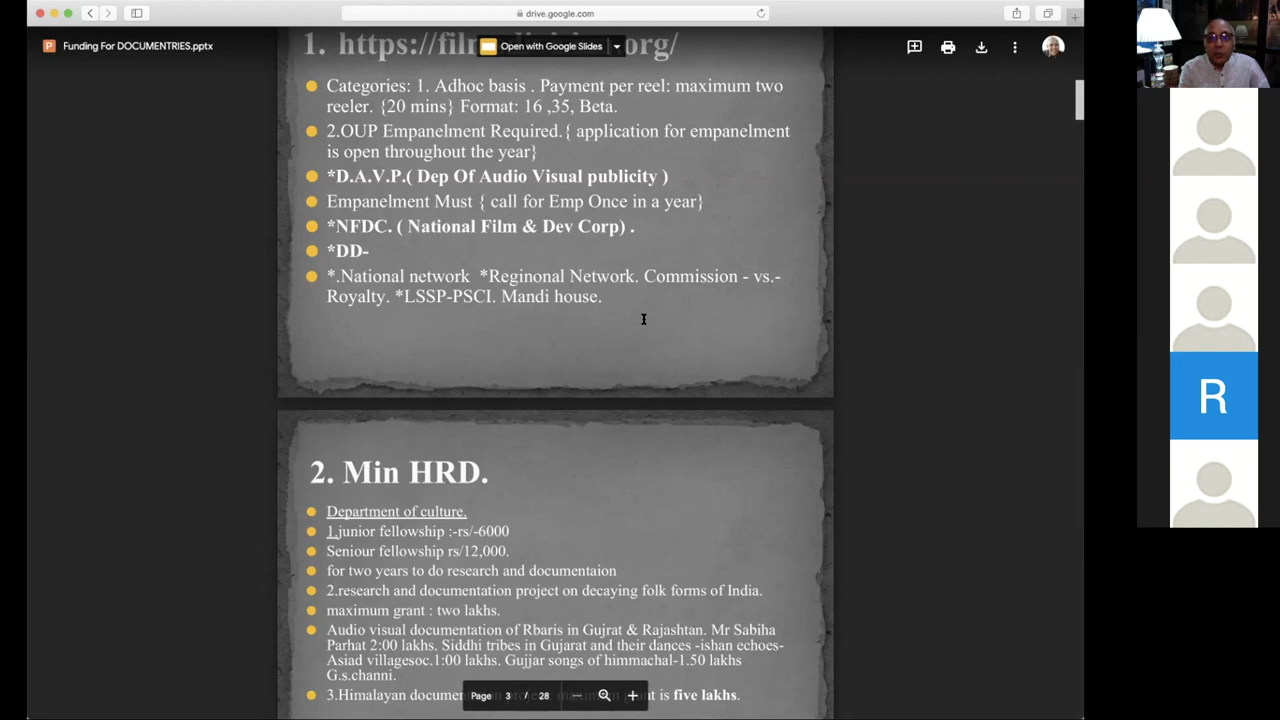 drive.google.com
Funding For DOCUMENTRIES.pptx
Open with Google Slides
1. https://fil org/
Categories: 1. Adhoc basis . Payment per reel: maximum two
reeler. {20 mins} Format: 16 ,35, Beta.
2.OUP Empanelment Required.{ application for empanelment
is open throughout the year}
*D.A.V.P.( Dep Of Audio Visual publicity )
Empanelment Must { call for Emp Once in a year}
*NFDC. ( National Film & Dev Corp) .
*DD-
*.National network *Reginonal Network. Commission - vs.-
Royalty. *LSSP-PSCI. Mandi house.
2. Min HRD.
Department of culture.
1.junior fellowship :-rs/-6000
Seniour fellowship rs/12,000.
for two years to do research and documentaion
2.research and documentation project on decaying folk forms of India.
maximum grant : two lakhs.
Audio visual documentation of Rbaris in Gujrat & Rajashtan. Mr Sabiha
Parhat 2:00 lakhs. Siddhi tribes in Gujarat and their dances -ishan echoes-
Asiad villagesoc.1:00 lakhs. Gujjar songs of himmachal-1.50 lakhs
G.s.channi.
3.Himalayan documen is five lakhs.
Page 3 / 28
R